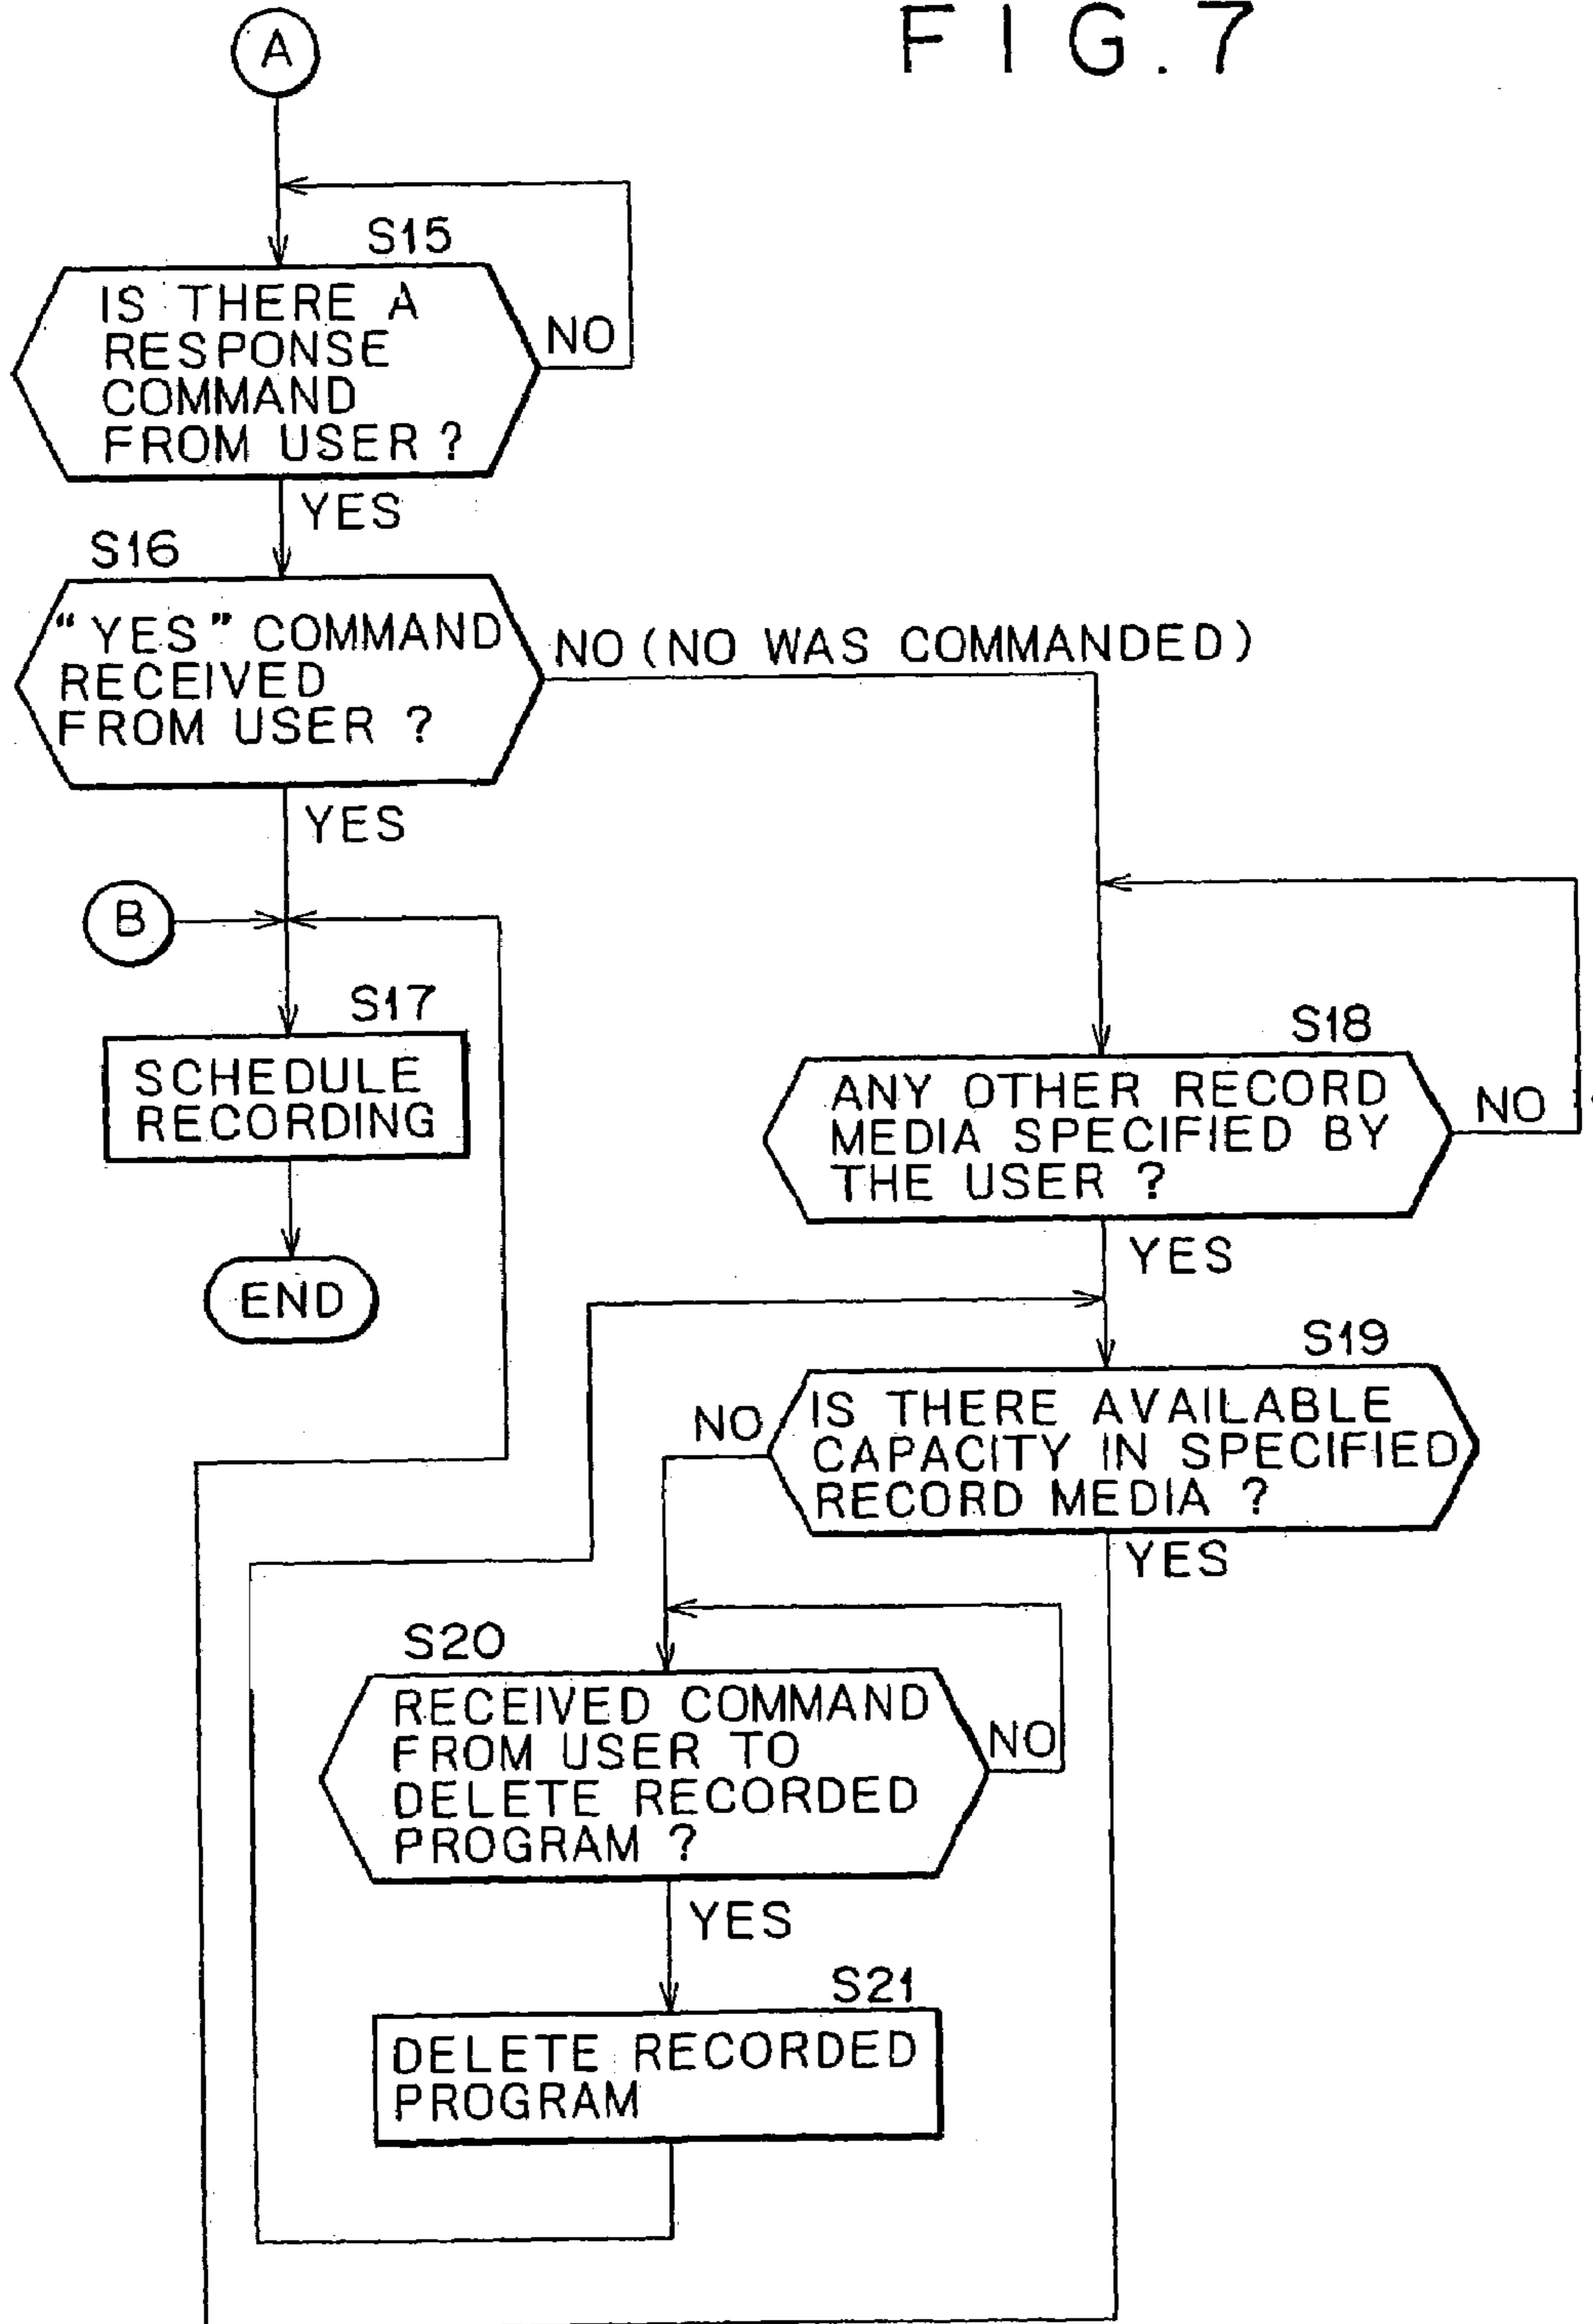 FIG.7
A
S15
IS THERE A
RESPONSE
COMMAND
FROM USER ?
NO
YES
S16
"YES" COMMAND
RECEIVED
FROM USER ?
NO (NO WAS COMMANDED)
YES
B
S17
SCHEDULE
RECORDING
END
S18
ANY OTHER RECORD
MEDIA SPECIFIED BY
THE USER ?
NO
YES
S19
IS THERE AVAILABLE
CAPACITY IN SPECIFIED
RECORD MEDIA ?
NO
YES
S20
RECEIVED COMMAND
FROM USER TO
DELETE RECORDED
PROGRAM ?
NO
YES
S21
DELETE RECORDED
PROGRAM